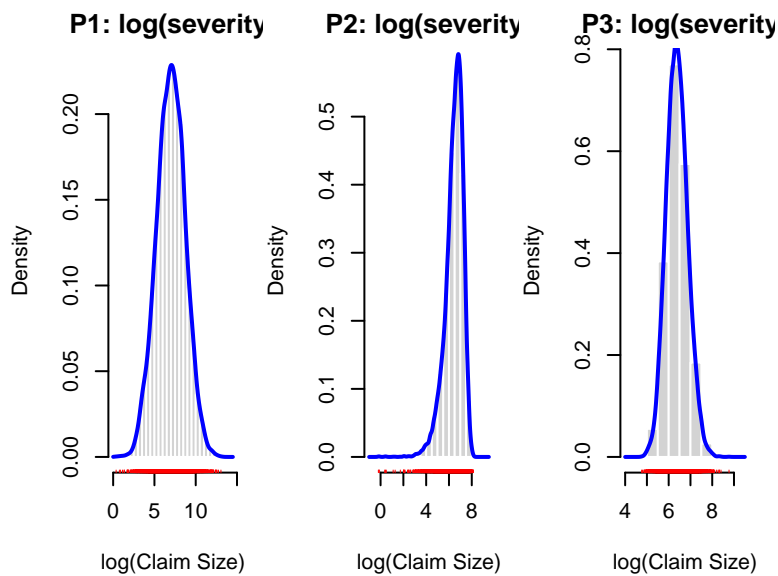 P1: log(severity
P2: log(severity
P3: log(severity
Density
0.00
0.05
0.10
0.15
0.20
0
5
10
log(Claim Size)
Density
0.0
0.1
0.2
0.3
0.4
0.5
0
4
8
log(Claim Size)
Density
0.0
0.2
0.4
0.6
0.8
4
6
8
log(Claim Size)